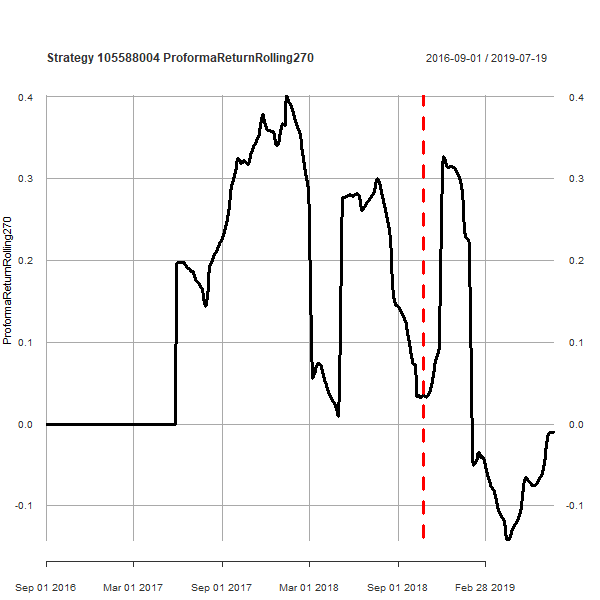 Strategy 105588004 ProformaReturnRolling270
2016-09-01 / 2019-07-19
ProformaReturnRolling270
0.4
0.4
0.3
0.3
0.2
0.2
0.1
0.1
0.0
0.0
-0.1
-0.1
Sep 01 2016
Mar 01 2017
Sep 01 2017
Mar 01 2018
Sep 01 2018
Feb 28 2019